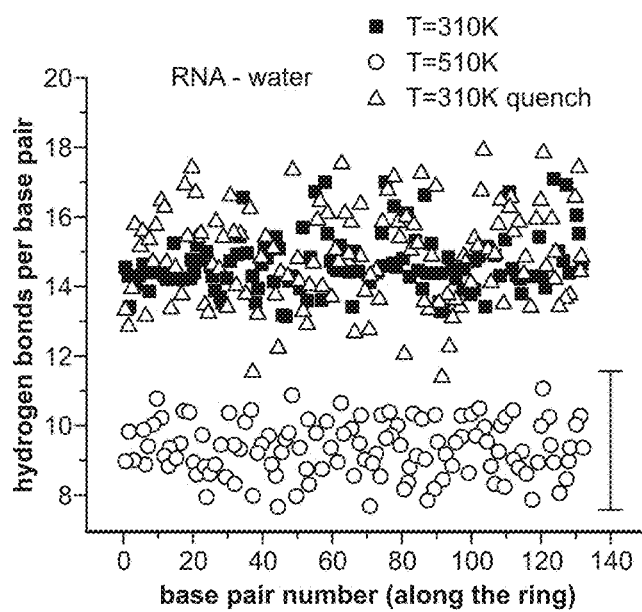 T=310K
T=510K
T=310K quench
RNA - water
20
18
16
14
12
10
8
hydrogen bonds per base pair
0 20 40 60 80 100 120 140
base pair number (along the ring)